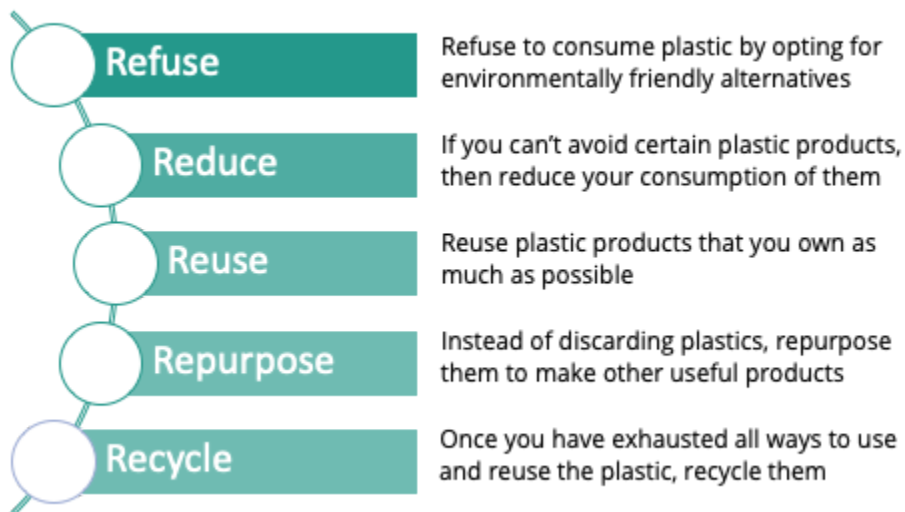 Refuse
Refuse to consume plastic by opting for
environmentally friendly alternatives
Reduce
If you can’t avoid certain plastic products,
then reduce your consumption of them
Reuse
Reuse plastic products that you own as
much as possible
Repurpose
Instead of discarding plastics, repurpose
them to make other useful products
Recycle
Once you have exhausted all ways to use
and reuse the plastic, recycle them